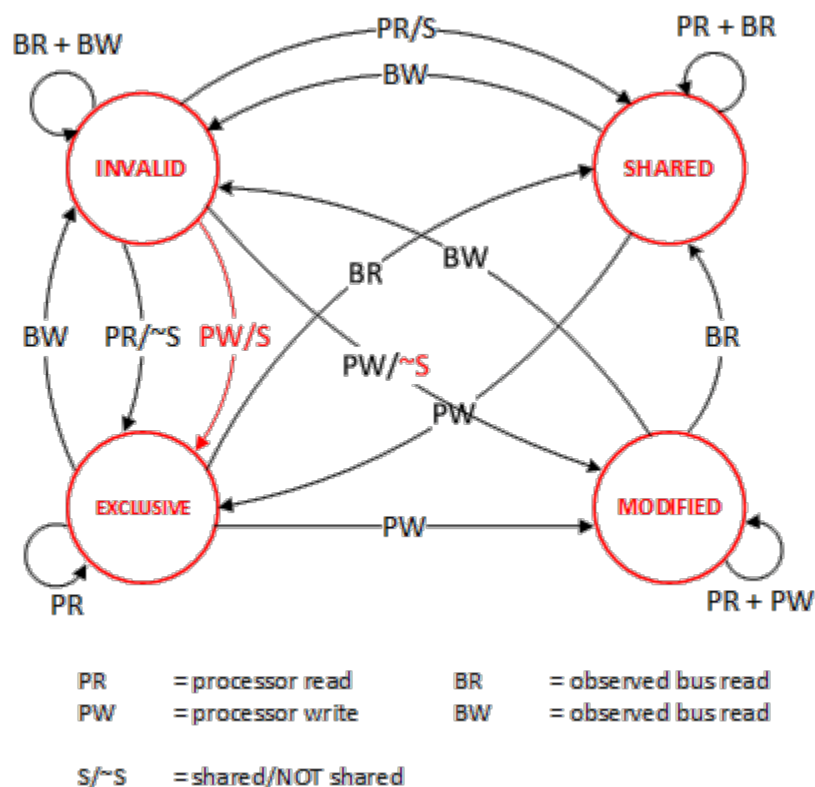 PR/S
BR + BW
PR + BR
BW
INVALID
SHARED
BR
BW
BW
PR/~S
PW/S
BR
PW/~S
PW
EXCLUSIVE
MODIFIED
PW
PR
PR + PW
PR = processor read BR = observed bus read
PW = processor write BW = observed bus read
S/~S = shared/NOT shared